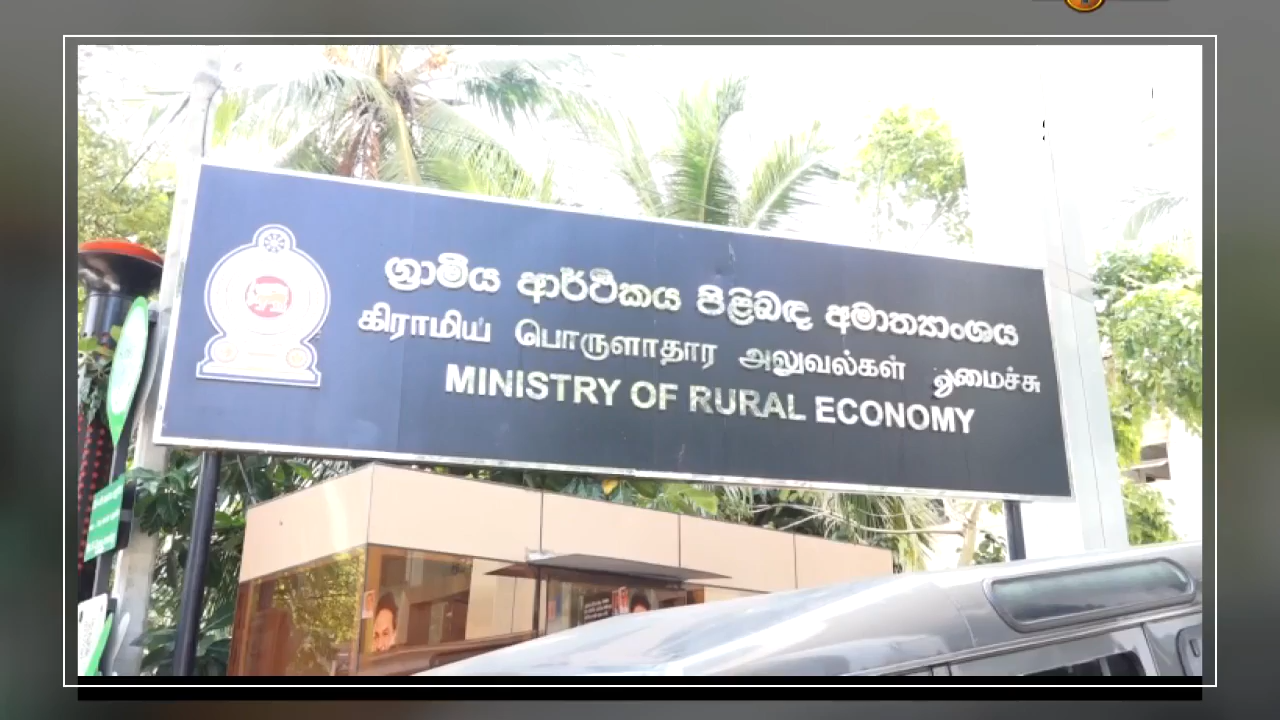 ග්‍රාමීය ආර්ථිකය පිළිබඳ අමාත්‍යාංශය
கிராமிய பொருளாதார அலுவல்கள் அமைச்சு
MINISTRY OF RURAL ECONOMY